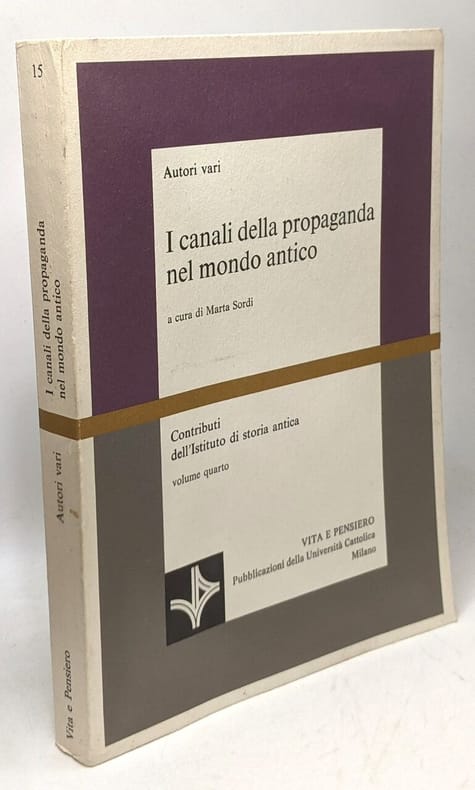 15
I canali della propaganda
nel mondo antico
Autori vari
Vita e Pensiero
Autori vari
I canali della propaganda
nel mondo antico
a cura di Marta Sordi
Contributi
dell'Istituto di storia antica
volume quarto
VITA E PENSIERO
Pubblicazioni della Università Cattolica
Milano